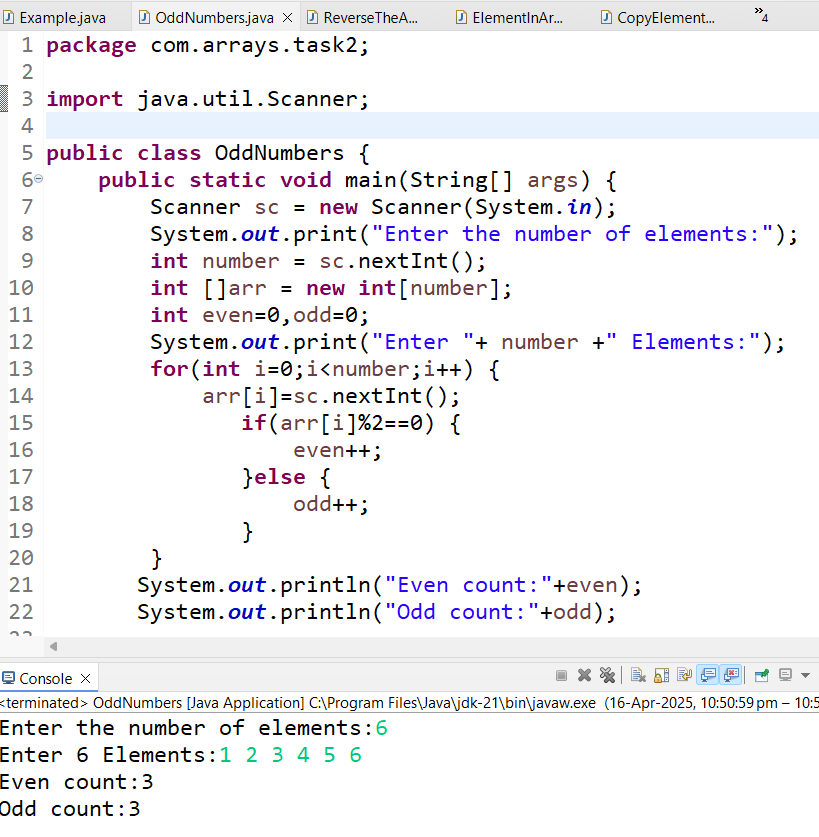 Example.java OddNumbers.java ReverseTheA... ElementInAr... CopyElement... »4
1 package com.arrays.task2;
2
3 import java.util.Scanner;
4
5 public class OddNumbers {
6 public static void main(String[] args) {
7 Scanner sc = new Scanner(System.in);
8 System.out.print("Enter the number of elements:");
9 int number = sc.nextInt();
10 int []arr = new int[number];
11 int even=0,odd=0;
12 System.out.print("Enter "+ number +" Elements:");
13 for(int i=0;i<number;i++) {
14 arr[i]=sc.nextInt();
15 if(arr[i]%2==0) {
16 even++;
17 }else {
18 odd++;
19 }
20 }
21 System.out.println("Even count:"+even);
22 System.out.println("Odd count:"+odd);
Console
<terminated> OddNumbers [Java Application] C:\Program Files\Java\jdk-21\bin\javaw.exe (16-Apr-2025, 10:50:59 pm – 10:5
Enter the number of elements:6
Enter 6 Elements:1 2 3 4 5 6
Even count:3
Odd count:3